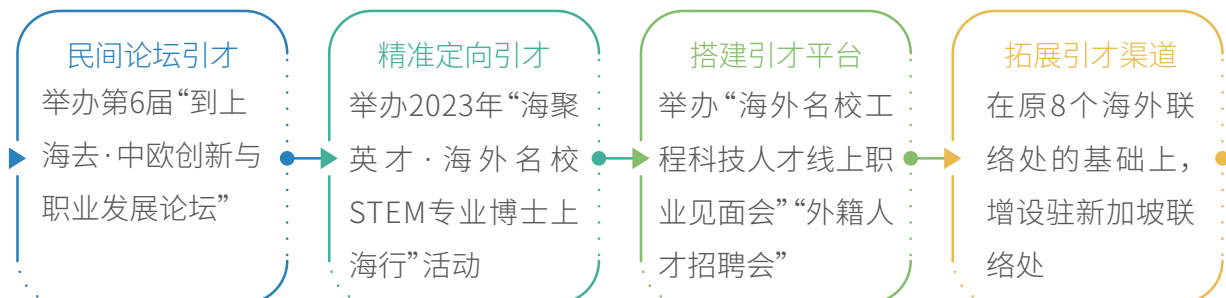 民间论坛引才
举办第6届“到上
海去·中欧创新与
职业发展论坛”
精准定向引才
举办2023年“海聚
英才·海外名校
STEM专业博士上
海行”活动
搭建引才平台
举办“海外名校工
程科技人才线上职
业见面会”“外籍人
才招聘会”
拓展引才渠道
在原8个海外联
络处的基础上，
增设驻新加坡联
络处